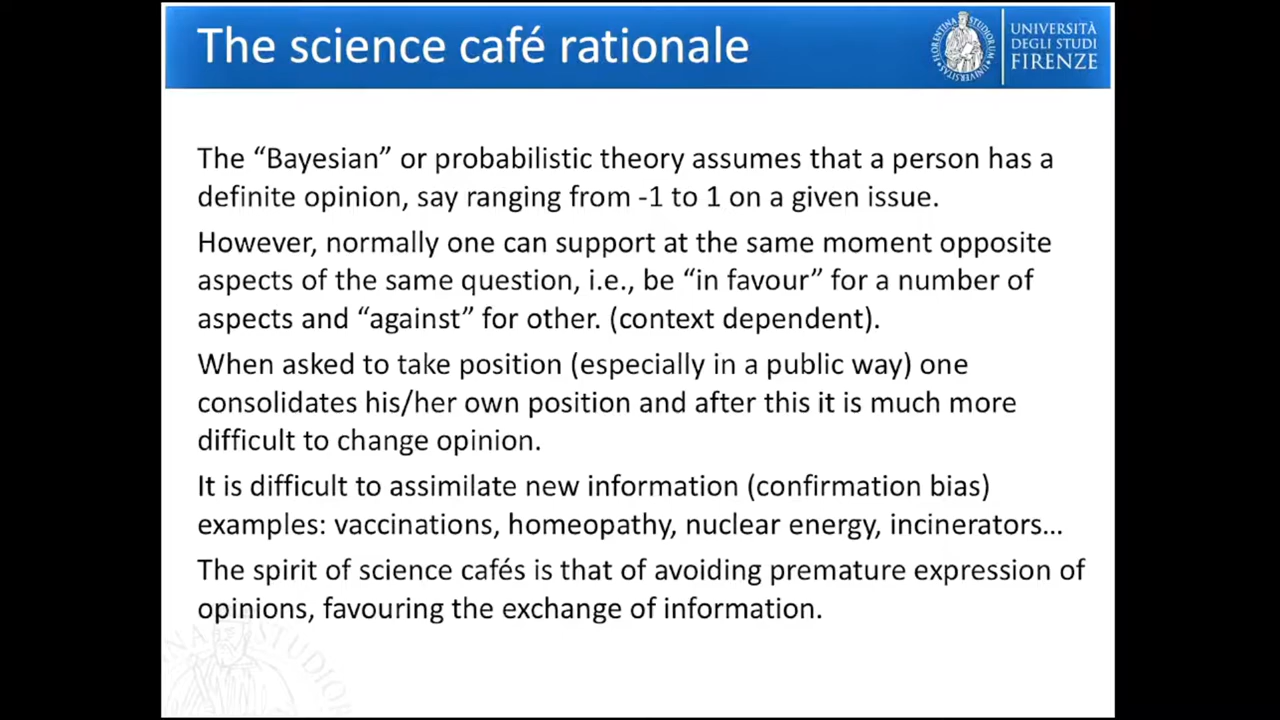 The science café rationale
UNIVERSITÀ
DEGLI STUDI
FIRENZE
The “Bayesian” or probabilistic theory assumes that a person has a
definite opinion, say ranging from -1 to 1 on a given issue.
However, normally one can support at the same moment opposite
aspects of the same question, i.e., be “in favour” for a number of
aspects and “against” for other. (context dependent).
When asked to take position (especially in a public way) one
consolidates his/her own position and after this it is much more
difficult to change opinion.
It is difficult to assimilate new information (confirmation bias)
examples: vaccinations, homeopathy, nuclear energy, incinerators...
The spirit of science cafés is that of avoiding premature expression of
opinions, favouring the exchange of information.